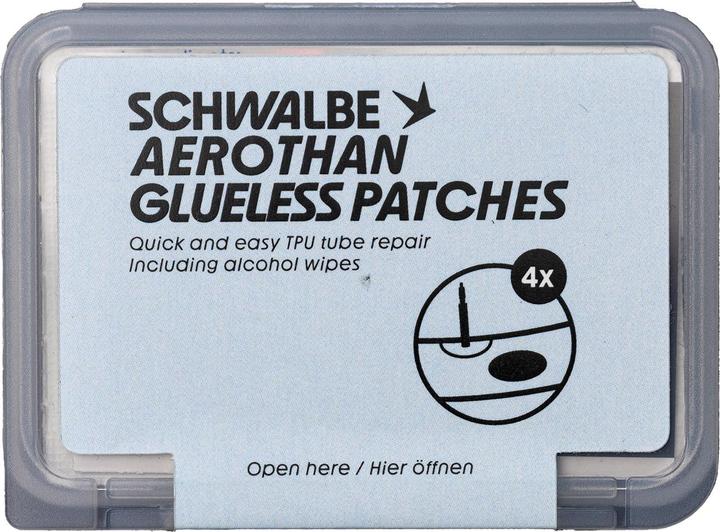 SCHWALBE
AEROTHAN
GLUELESS PATCHES
Quick and easy TPU tube repair
Including alcohol wipes
4x
Open here / Hier öffnen